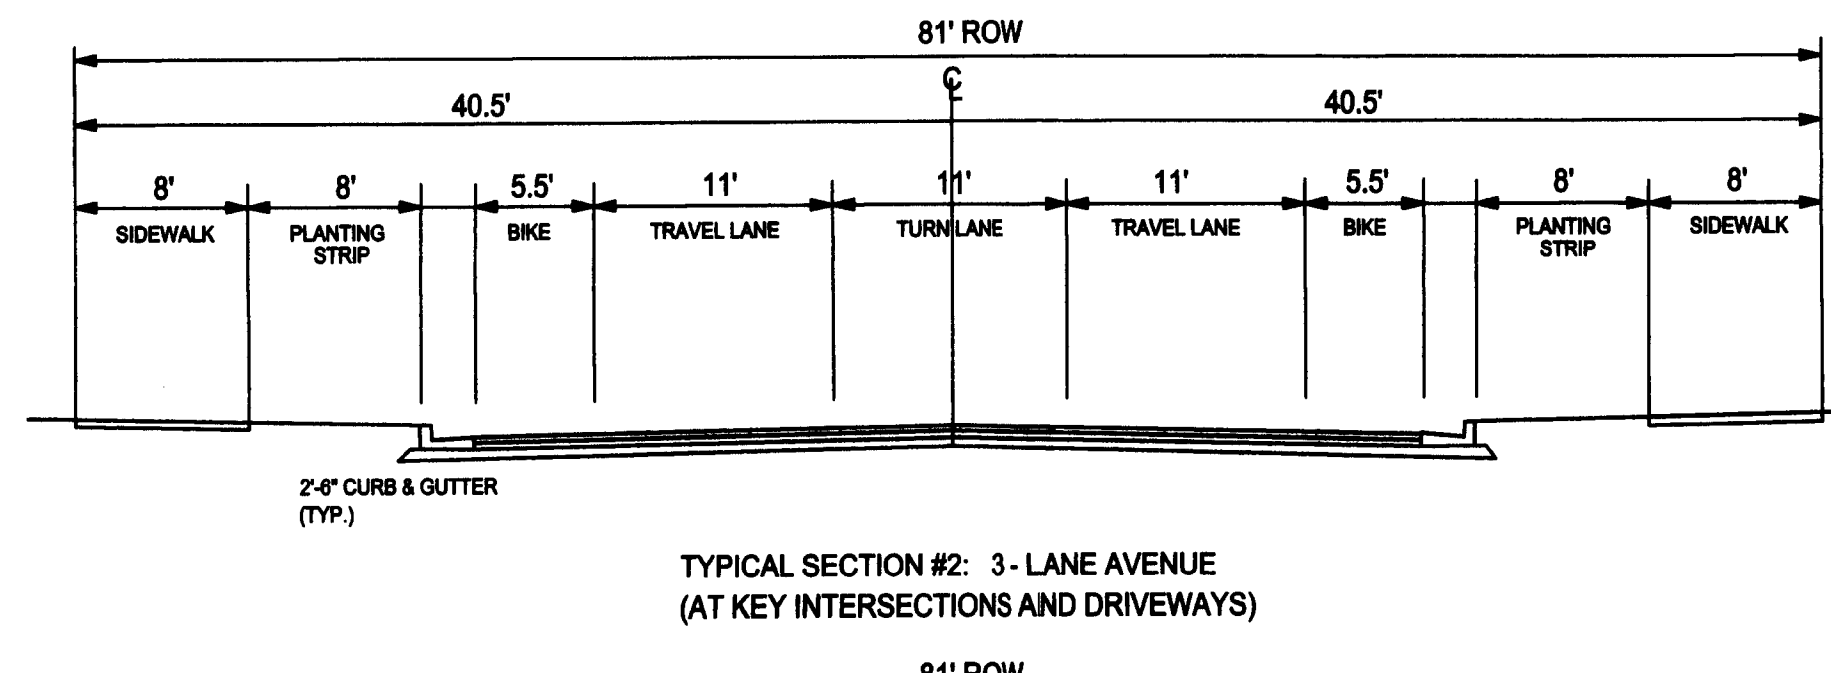 81' ROW
℄
40.5' 40.5'
8' 8' 5.5' 11' 11' 11' 5.5' 8' 8'
SIDEWALK PLANTING STRIP BIKE TRAVEL LANE TURN LANE TRAVEL LANE BIKE PLANTING STRIP SIDEWALK
2'-6" CURB & GUTTER
(TYP.)
TYPICAL SECTION #2: 3 - LANE AVENUE
(AT KEY INTERSECTIONS AND DRIVEWAYS)
81' ROW